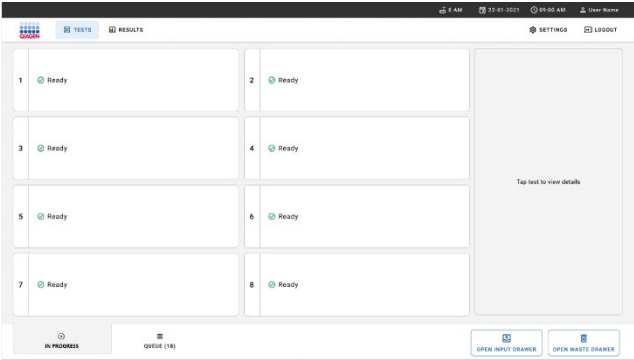 8 AM 22-01-2021 09:00 AM User Name
QIAGEN TESTS RESULTS SETTINGS LOGOUT
1 Ready
2 Ready
3 Ready
4 Ready
Tap test to view details
5 Ready
6 Ready
7 Ready
8 Ready
IN PROGRESS QUEUE (18) OPEN INPUT DRAWER OPEN WASTE DRAWER